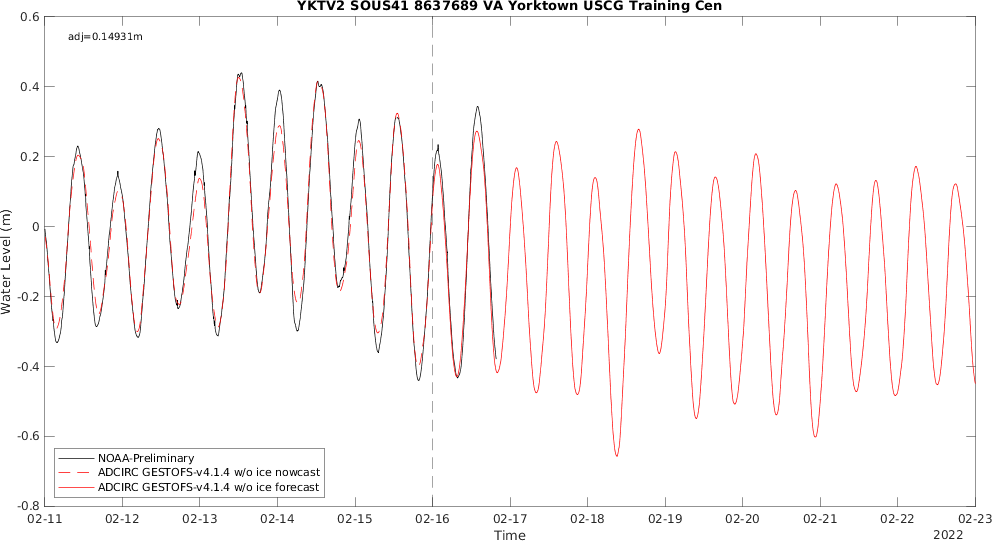 YKTV2 SOUS41 8637689 VA Yorktown USCG Training Cen
adj=0.14931m
0.6
0.4
0.2
0
-0.2
-0.4
-0.6
-0.8
Water Level (m)
NOAA-Preliminary
ADCIRC GESTOFS-v4.1.4 w/o ice nowcast
ADCIRC GESTOFS-v4.1.4 w/o ice forecast
02-11 02-12 02-13 02-14 02-15 02-16 02-17 02-18 02-19 02-20 02-21 02-22 02-23
Time
2022